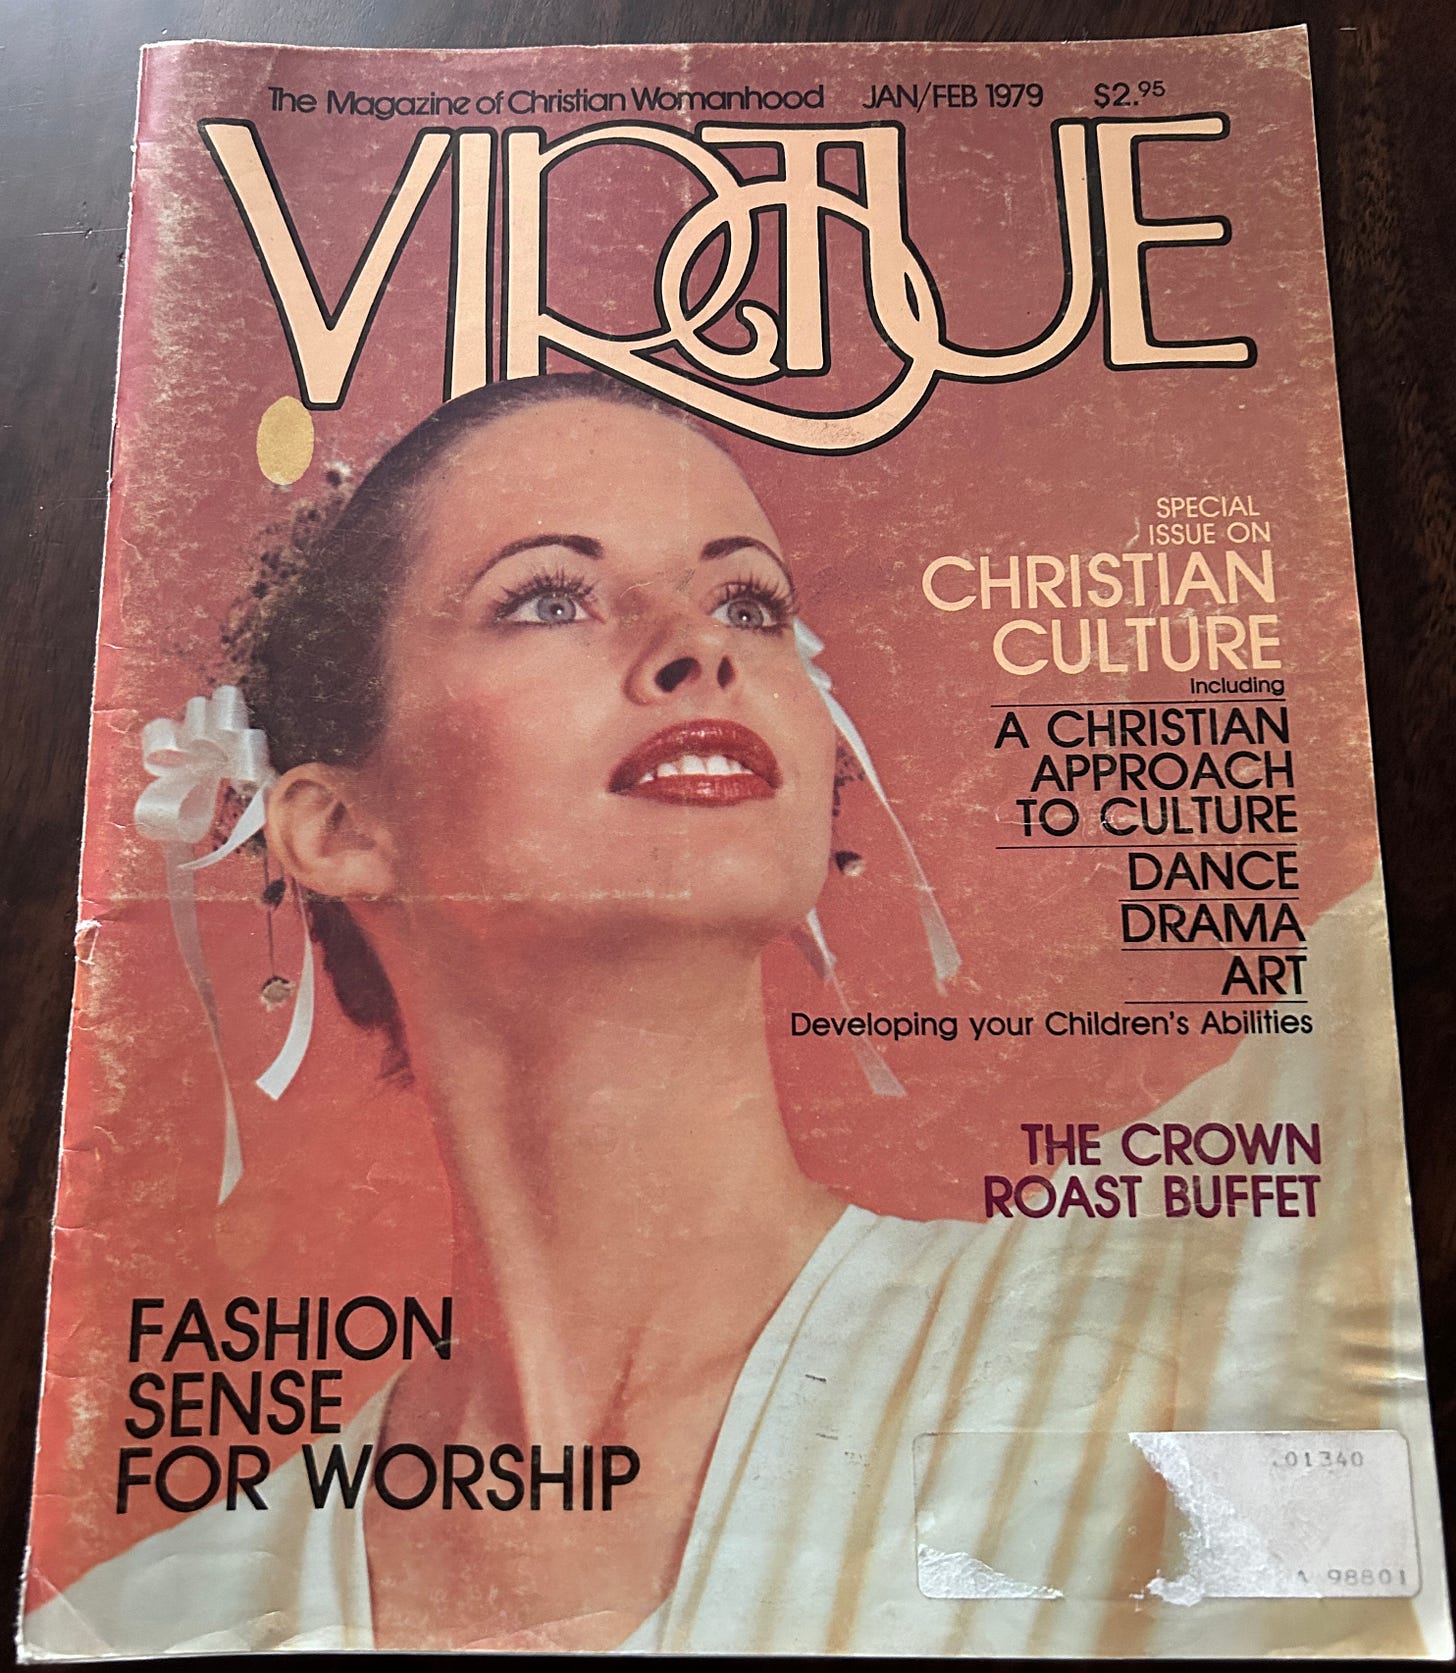 The Magazine of Christian Womanhood JAN/FEB 1979 $2.95
VIRTUE
SPECIAL
ISSUE ON
CHRISTIAN
CULTURE
Including
A CHRISTIAN
APPROACH
TO CULTURE
DANCE
DRAMA
ART
Developing your Children's Abilities
THE CROWN
ROAST BUFFET
FASHION
SENSE
FOR WORSHIP
01340
98801